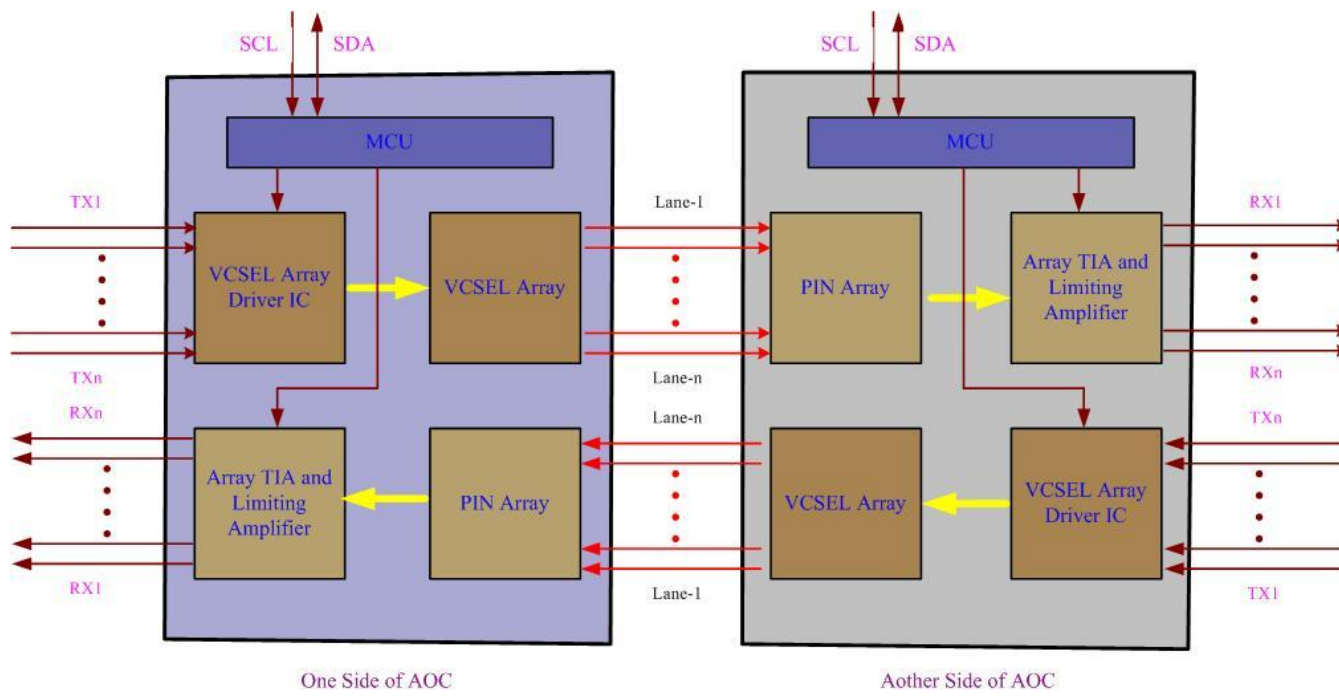 SCL SDA
SCL SDA
MCU
MCU
TX1
Lane-1
RX1
VCSEL Array
Driver IC
VCSEL Array
PIN Array
Array TIA and
Limiting
Amplifier
TXn
Lane-n
RXn
RXn
Lane-n
TXn
Array TIA and
Limiting
Amplifier
PIN Array
VCSEL Array
VCSEL Array
Driver IC
RX1
Lane-1
TX1
One Side of AOC
Aother Side of AOC